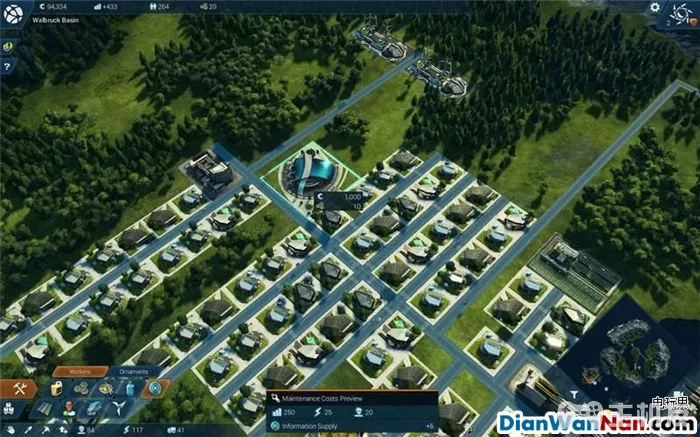 94,334
+433
264
20
Walbruck Basin
?
2
1,000
10
Workers
Ornaments
Maintenance Costs Preview
250
25
20
Information Supply
+6
84
117
41
电玩男
DianWanNan.com